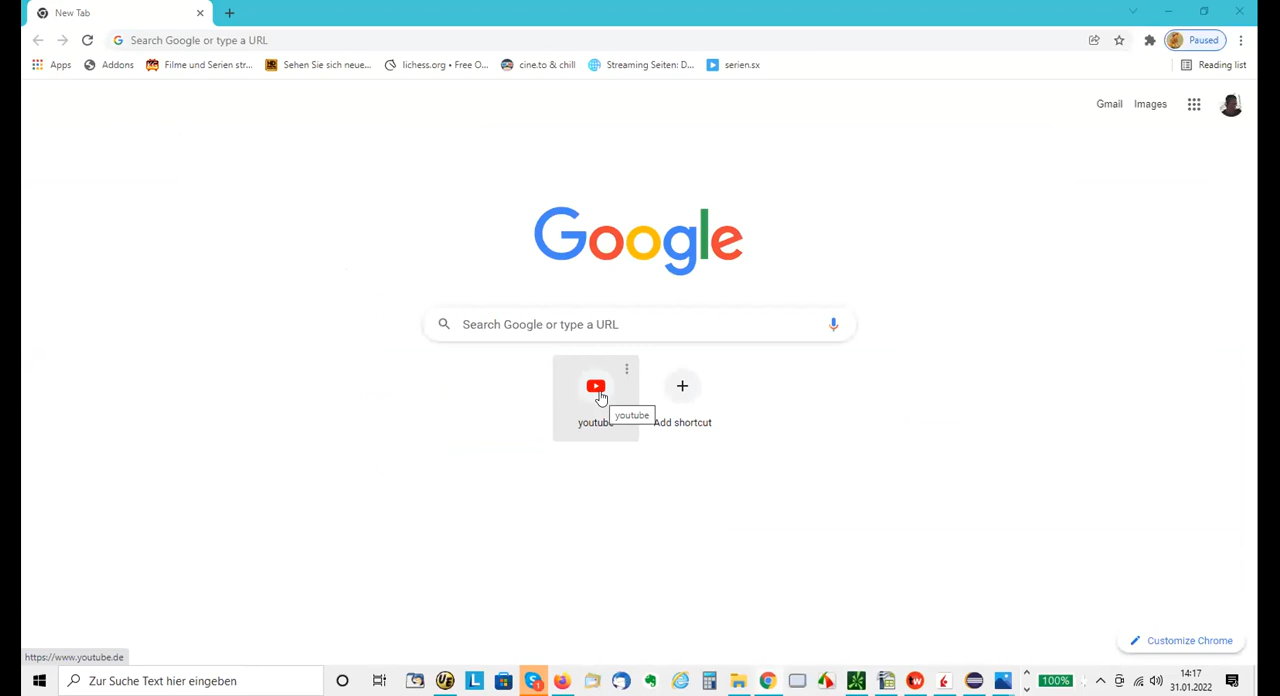 New Tab
Search Google or type a URL
Paused
Apps Addons Filme und Serien str... Sehen Sie sich neue... lichess.org • Free O... cine.to & chill Streaming Seiten: D... serien.sx Reading list
Gmail Images
Google
Search Google or type a URL
youtube
youtube Add shortcut
Customize Chrome
https://www.youtube.de
Zur Suche Text hier eingeben
UE L 1 W 100% 14:17
31.01.2022